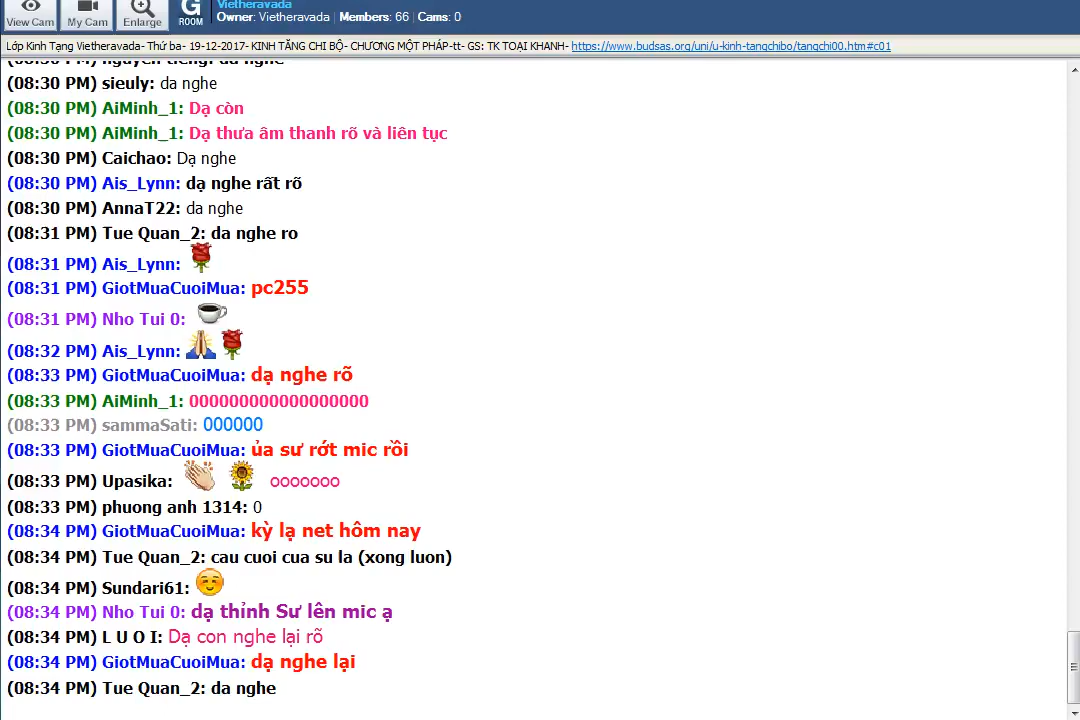 Vietheravada
View Cam My Cam Enlarge G ROOM Owner: Vietheravada | Members: 66 | Cams: 0
Lớp Kinh Tạng Vietheravada- Thứ ba- 19-12-2017- KINH TĂNG CHI BỘ- CHƯƠNG MỘT PHÁP-tt- GS: TK TOẠI KHANH- https://www.budsas.org/uni/u-kinh-tangchibo/tangchi00.htm#c01
(08:30 PM) nguyen tieng: da nghe
(08:30 PM) sieuly: da nghe
(08:30 PM) AiMinh_1: Dạ còn
(08:30 PM) AiMinh_1: Dạ thưa âm thanh rõ và liên tục
(08:30 PM) Caichao: Dạ nghe
(08:30 PM) Ais_Lynn: dạ nghe rất rõ
(08:30 PM) AnnaT22: da nghe
(08:31 PM) Tue Quan_2: da nghe ro
(08:31 PM) Ais_Lynn:
(08:31 PM) GiotMuaCuoiMua: pc255
(08:31 PM) Nho Tui 0:
(08:32 PM) Ais_Lynn:
(08:33 PM) GiotMuaCuoiMua: dạ nghe rõ
(08:33 PM) AiMinh_1: 000000000000000000
(08:33 PM) sammaSati: 000000
(08:33 PM) GiotMuaCuoiMua: ủa sư rớt mic rồi
(08:33 PM) Upasika: ooooooo
(08:33 PM) phuong anh 1314: 0
(08:34 PM) GiotMuaCuoiMua: kỳ lạ net hôm nay
(08:34 PM) Tue Quan_2: cau cuoi cua su la (xong luon)
(08:34 PM) Sundari61:
(08:34 PM) Nho Tui 0: dạ thỉnh Sư lên mic ạ
(08:34 PM) L U O I: Dạ con nghe lại rõ
(08:34 PM) GiotMuaCuoiMua: dạ nghe lại
(08:34 PM) Tue Quan_2: da nghe